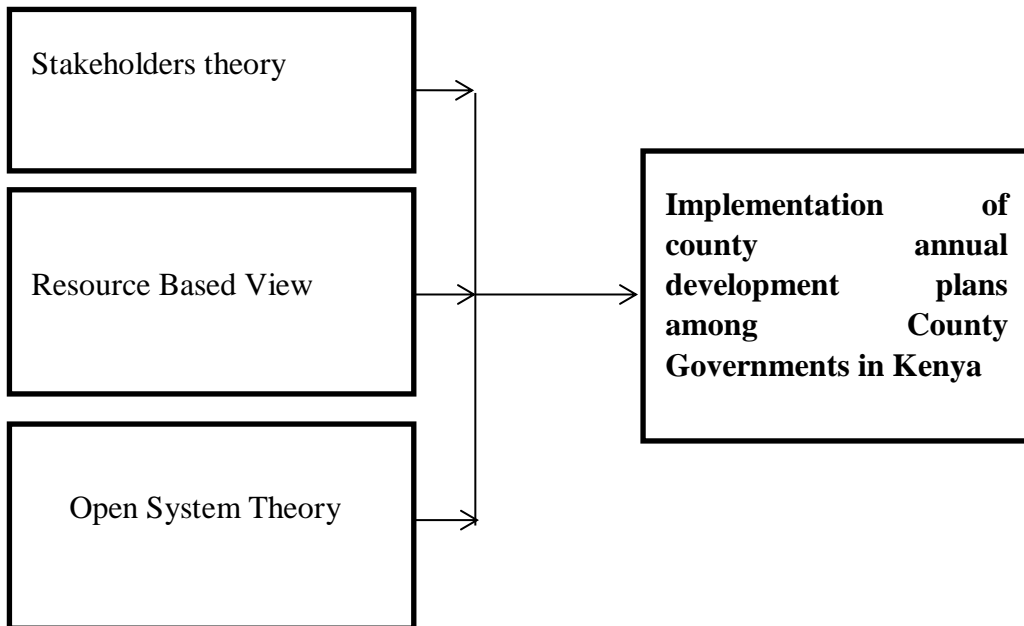 Stakeholders theory
Resource Based View
Open System Theory
Implementation of
county annual
development plans
among County
Governments in Kenya